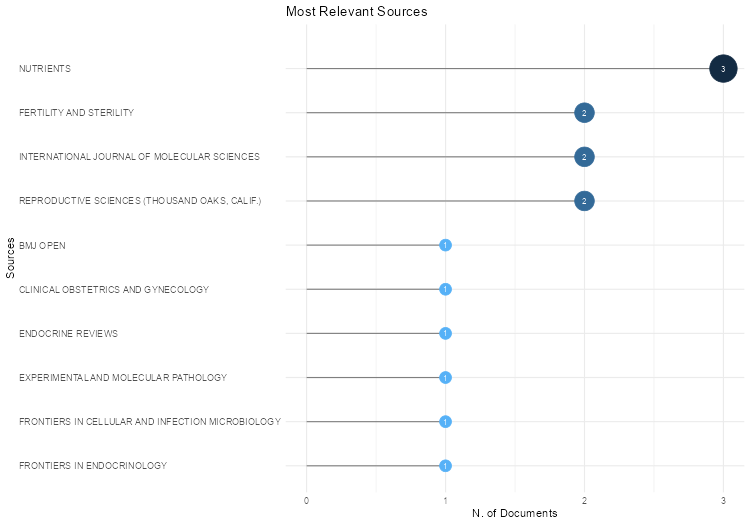 Most Relevant Sources
NUTRIENTS
3
FERTILITY AND STERILITY
2
INTERNATIONAL JOURNAL OF MOLECULAR SCIENCES
2
REPRODUCTIVE SCIENCES (THOUSAND OAKS, CALIF.)
2
Sources
BMJ OPEN
1
CLINICAL OBSTETRICS AND GYNECOLOGY
1
ENDOCRINE REVIEWS
1
EXPERIMENTAL AND MOLECULAR PATHOLOGY
1
FRONTIERS IN CELLULAR AND INFECTION MICROBIOLOGY
1
FRONTIERS IN ENDOCRINOLOGY
1
0 1 2 3
N. of Documents